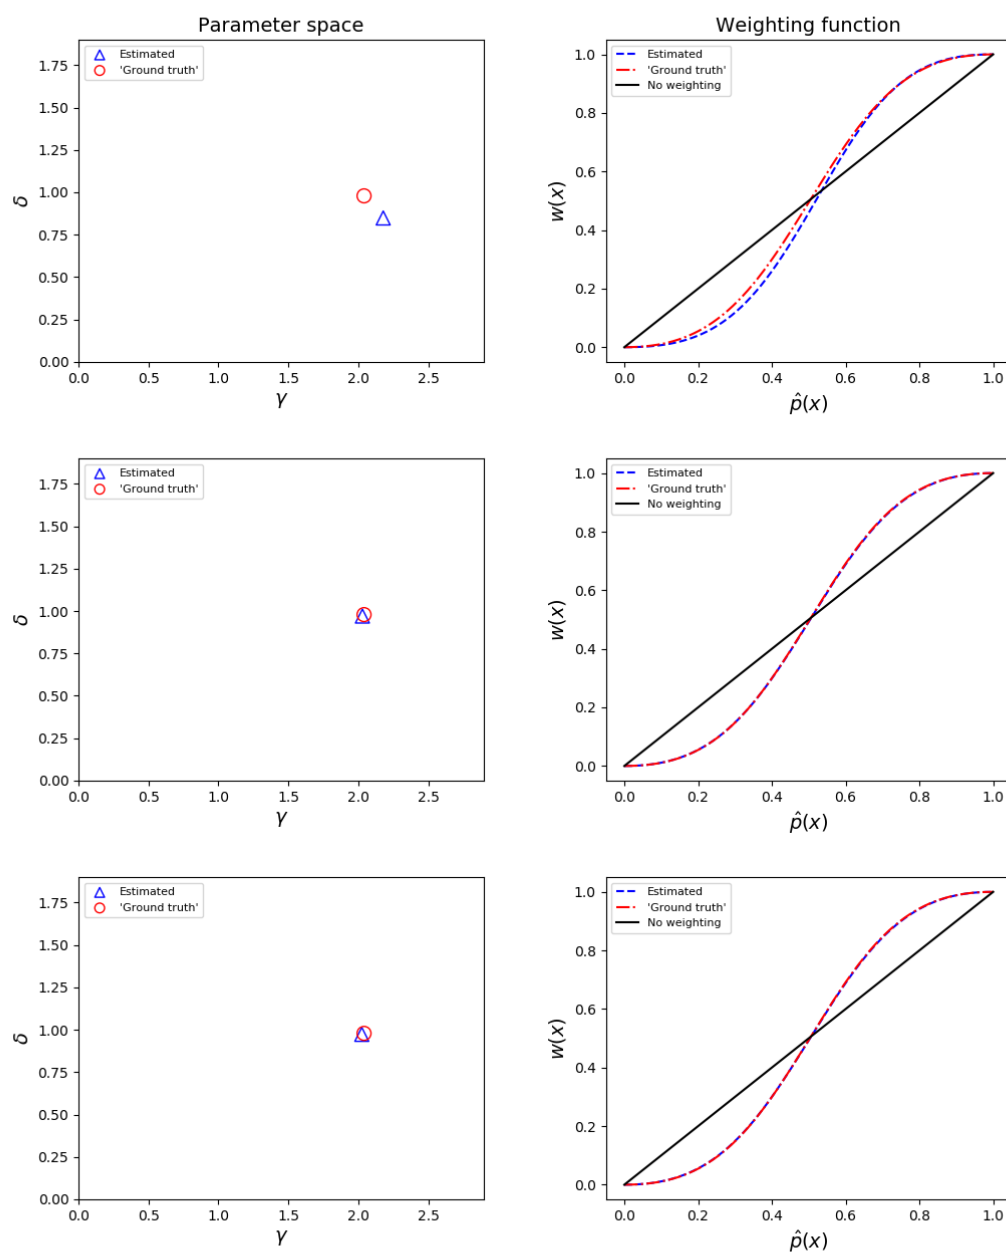 Parameter space
Estimated
'Ground truth'
1.75
1.50
1.25
1.00
0.75
0.50
0.25
0.00
δ
0.0 0.5 1.0 1.5 2.0 2.5
γ
Weighting function
Estimated
'Ground truth'
No weighting
1.0
0.8
0.6
0.4
0.2
0.0
w(x)
0.0 0.2 0.4 0.6 0.8 1.0
p̂(x)
Estimated
'Ground truth'
1.75
1.50
1.25
1.00
0.75
0.50
0.25
0.00
δ
0.0 0.5 1.0 1.5 2.0 2.5
γ
Estimated
'Ground truth'
No weighting
1.0
0.8
0.6
0.4
0.2
0.0
w(x)
0.0 0.2 0.4 0.6 0.8 1.0
p̂(x)
Estimated
'Ground truth'
1.75
1.50
1.25
1.00
0.75
0.50
0.25
0.00
δ
0.0 0.5 1.0 1.5 2.0 2.5
γ
Estimated
'Ground truth'
No weighting
1.0
0.8
0.6
0.4
0.2
0.0
w(x)
0.0 0.2 0.4 0.6 0.8 1.0
p̂(x)